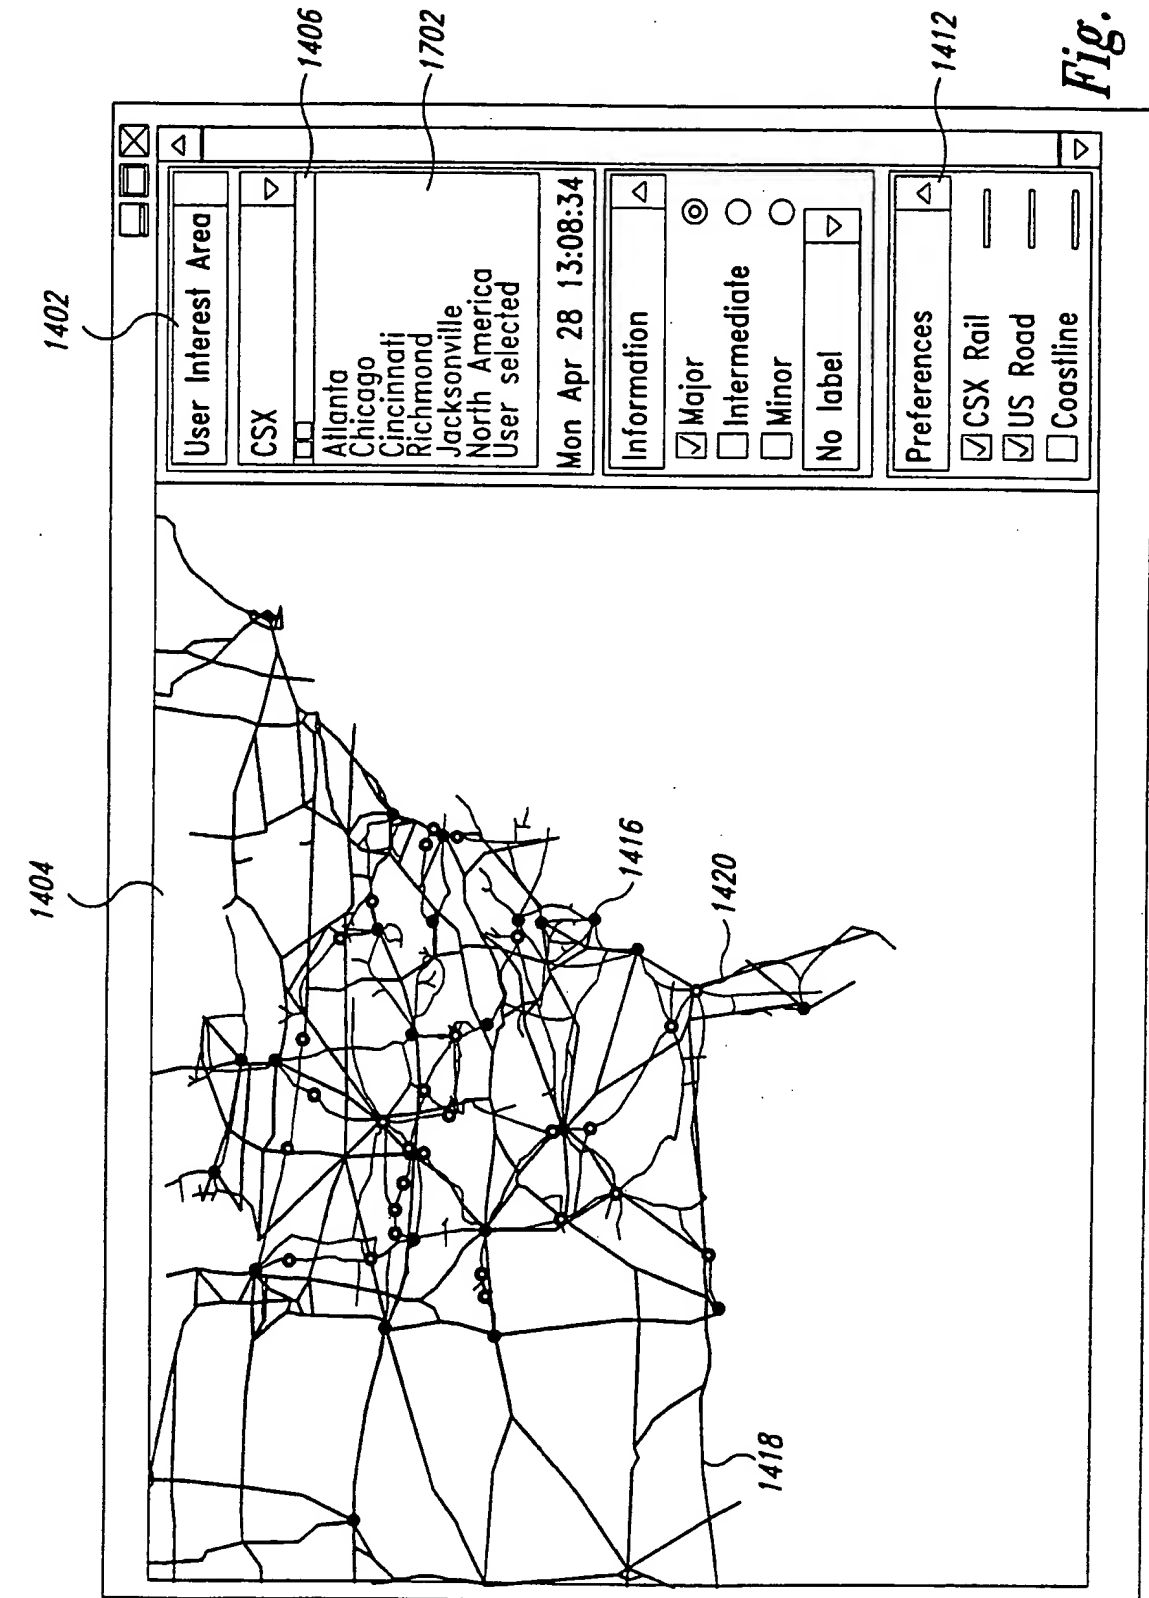 1402
1404
User Interest Area
CSX
1406
Atlanta
Chicago
Cincinnati
Richmond
Jacksonville
North America
User selected
1702
Mon Apr 28 13:08:34
Information
Major
Intermediate
Minor
No label
Preferences
1412
CSX Rail
US Road
Coastline
1416
1420
1418
Fig.